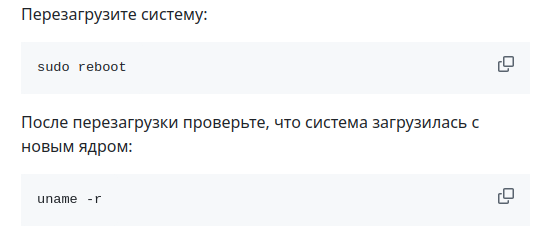 Перезагрузите систему:
sudo reboot
После перезагрузки проверьте, что система загрузилась с
новым ядром:
uname -r